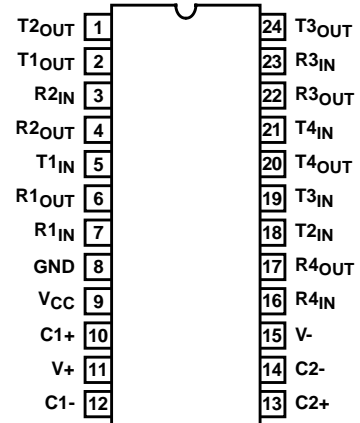 T2OUT 1 24 T3OUT
T1OUT 2 23 R3IN
R2IN 3 22 R3OUT
R2OUT 4 21 T4IN
T1IN 5 20 T4OUT
R1OUT 6 19 T3IN
R1IN 7 18 T2IN
GND 8 17 R4OUT
VCC 9 16 R4IN
C1+ 10 15 V-
V+ 11 14 C2-
C1- 12 13 C2+